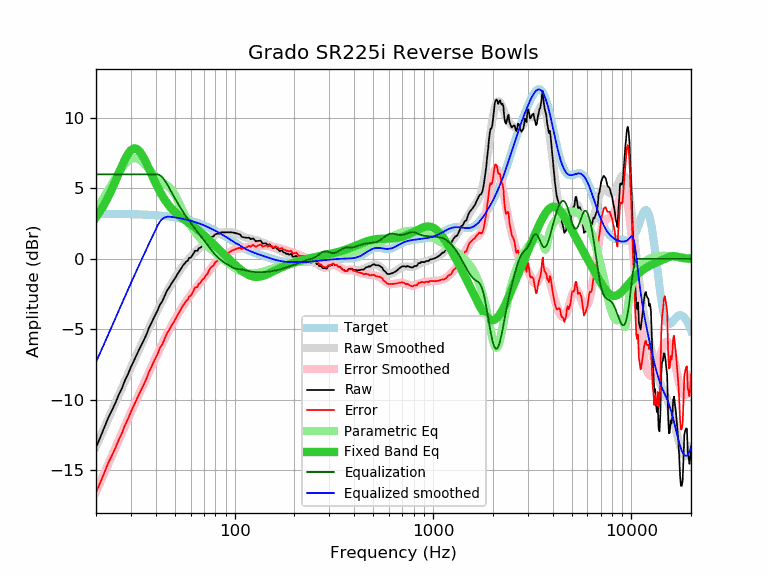 Grado SR225i Reverse Bowls
Amplitude (dBr)
10
5
0
−5
−10
−15
Target
Raw Smoothed
Error Smoothed
Raw
Error
Parametric Eq
Fixed Band Eq
Equalization
Equalized smoothed
100
1000
10000
Frequency (Hz)